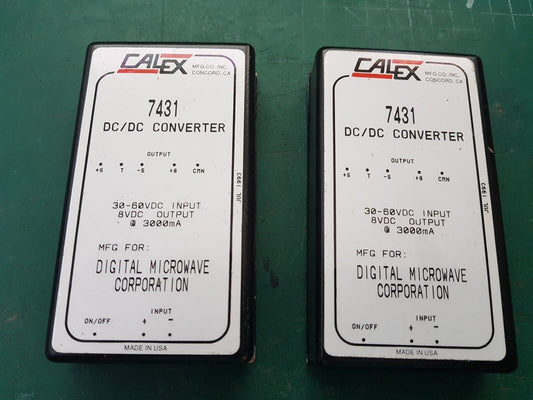 CALEX MFG.CO. INC.
CONCORD, CA
7431
DC/DC CONVERTER
OUTPUT
+S T -S +8 CMN
JUL 1993
30-60VDC INPUT
8VDC OUTPUT
@ 3000mA
MFG FOR:
DIGITAL MICROWAVE
CORPORATION
INPUT
ON/OFF + -
MADE IN USA
CALEX MFG.CO. INC.
CONCORD, CA
7431
DC/DC CONVERTER
OUTPUT
+S T -S +8 CMN
JUL 1993
30-60VDC INPUT
8VDC OUTPUT
@ 3000mA
MFG FOR:
DIGITAL MICROWAVE
CORPORATION
INPUT
ON/OFF + -
MADE IN USA